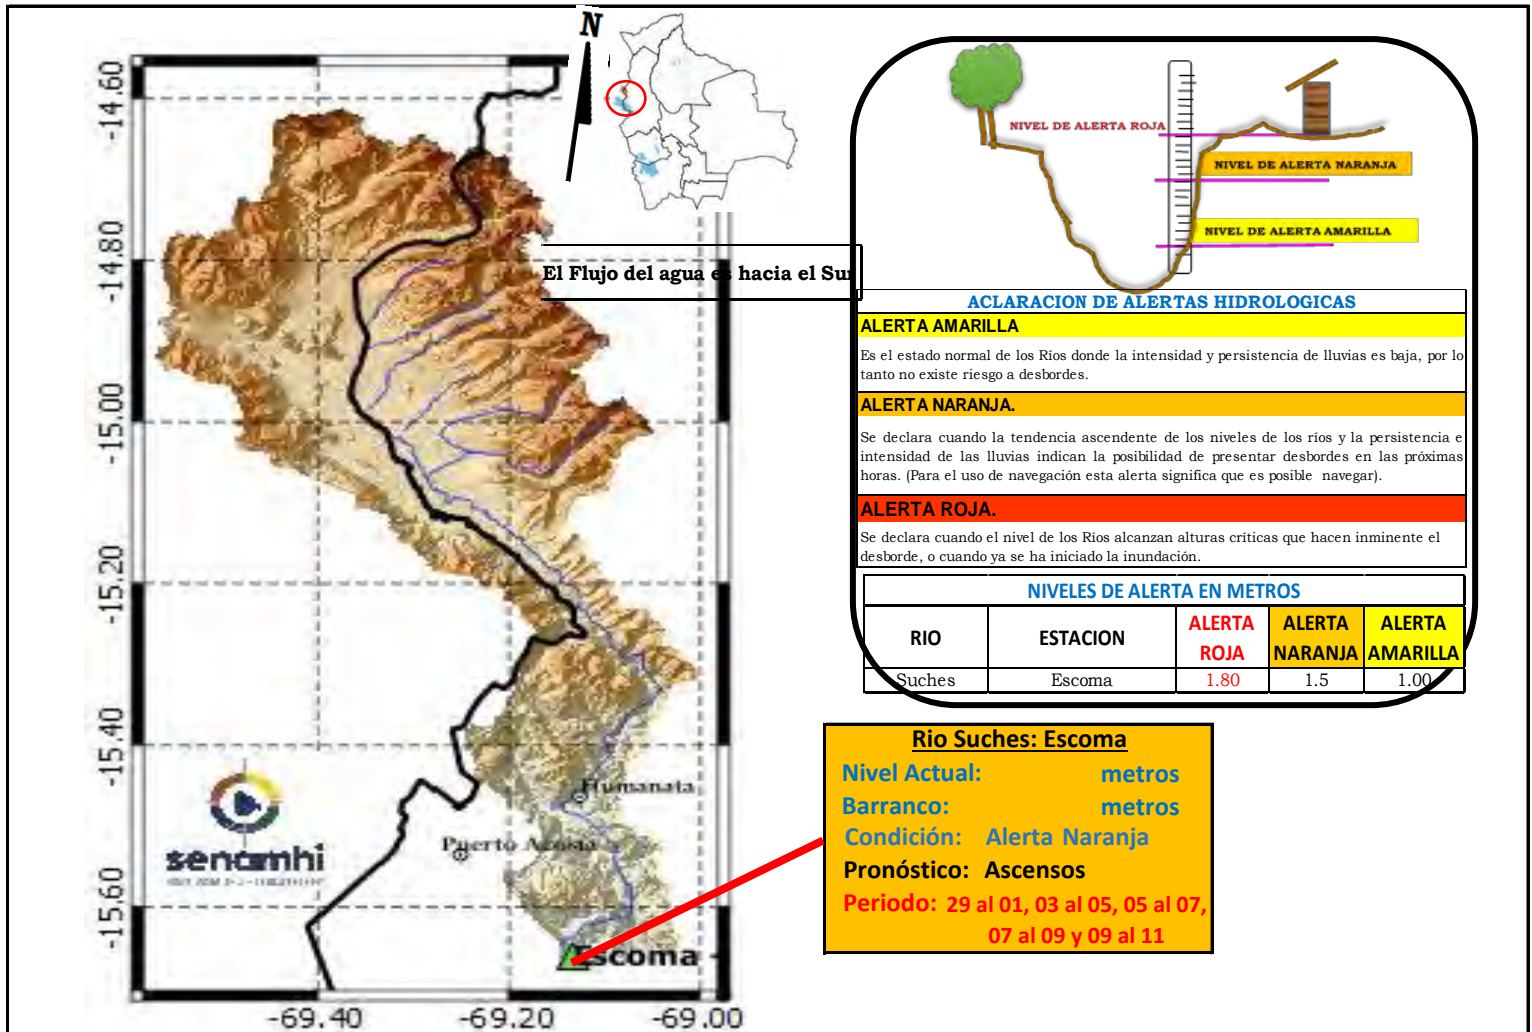 N
-14.60
-14.80
-15.00
-15.20
-15.40
-15.60
-69.40
-69.20
-69.00
El Flujo del agua es hacia el Sur
Humanata
Puerto Acosta
Escoma
senamhi
NIVEL DE ALERTA ROJA
NIVEL DE ALERTA NARANJA
NIVEL DE ALERTA AMARILLA
ACLARACION DE ALERTAS HIDROLOGICAS
ALERTA AMARILLA
Es el estado normal de los Ríos donde la intensidad y persistencia de lluvias es baja, por lo
tanto no existe riesgo a desbordes.
ALERTA NARANJA.
Se declara cuando la tendencia ascendente de los niveles de los ríos y la persistencia e
intensidad de las lluvias indican la posibilidad de presentar desbordes en las próximas
horas. (Para el uso de navegación esta alerta significa que es posible navegar).
ALERTA ROJA.
Se declara cuando el nivel de los Ríos alcanzan alturas críticas que hacen inminente el
desborde, o cuando ya se ha iniciado la inundación.
NIVELES DE ALERTA EN METROS
RIO ESTACION ALERTA ROJA ALERTA NARANJA ALERTA AMARILLA
Suches Escoma 1.80 1.5 1.00
Rio Suches: Escoma
Nivel Actual: metros
Barranco: metros
Condición: Alerta Naranja
Pronóstico: Ascensos
Periodo: 29 al 01, 03 al 05, 05 al 07,
07 al 09 y 09 al 11